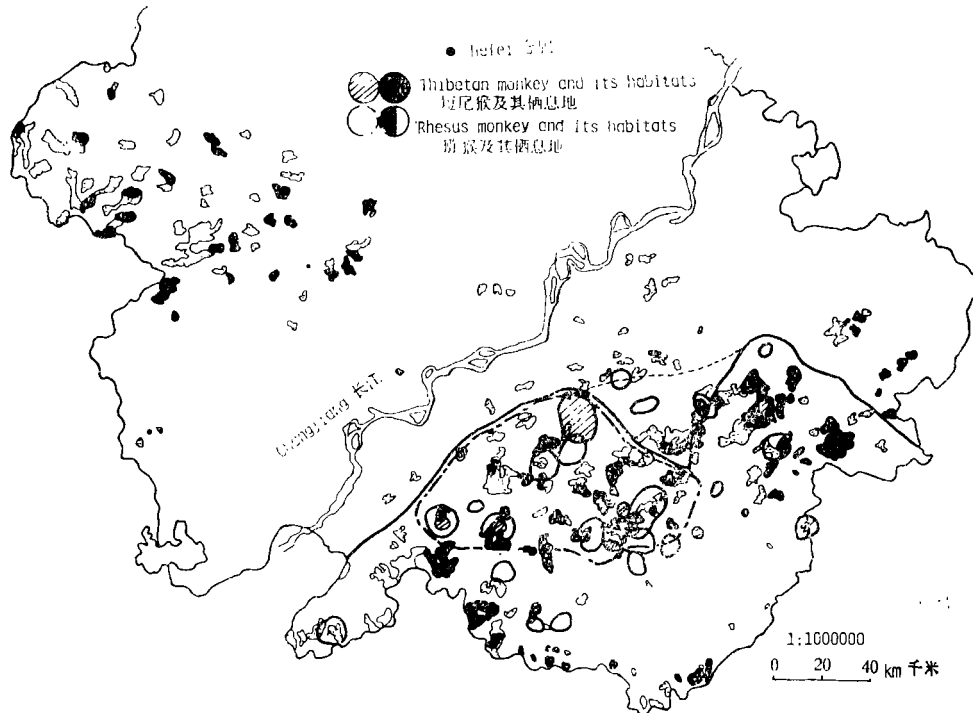 Hefei 合肥
Thibetan monkey and its habitats
短尾猴及其栖息地
Rhesus monkey and its habitats
猕猴及其栖息地
Changjiang 长江
1:1000000
0 20 40 km 千米